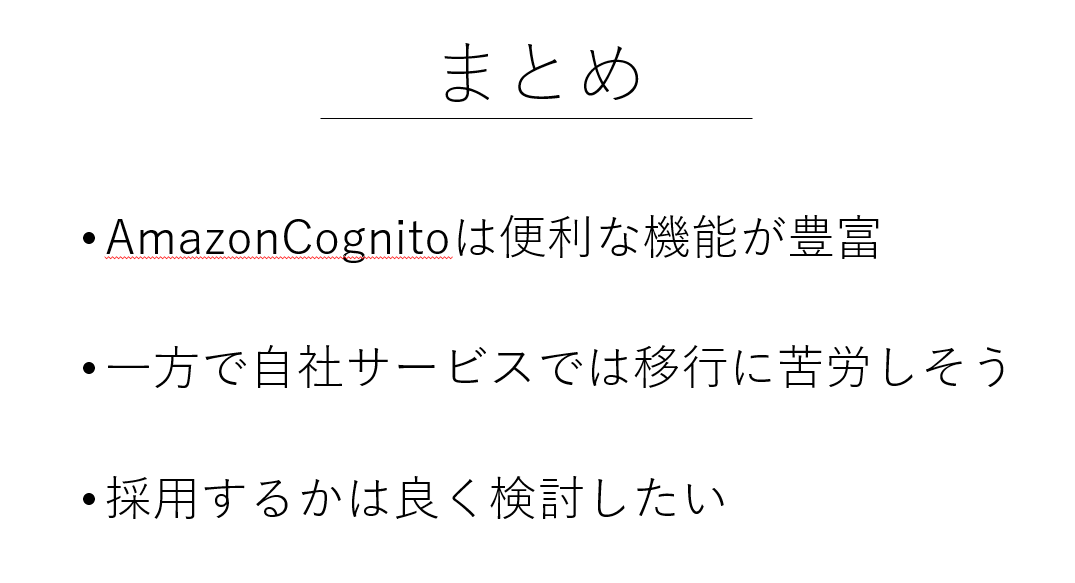 まとめ
•AmazonCognitoは便利な機能が豊富
•一方で自社サービスでは移行に苦労しそう
•採用するかは良く検討したい